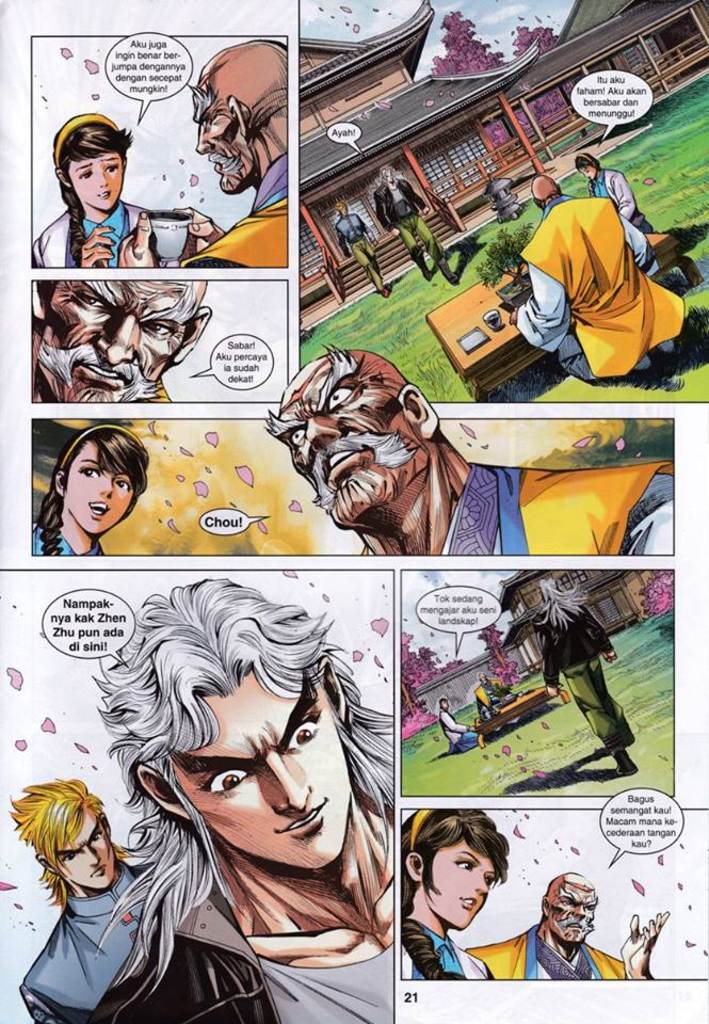 Aku juga
ingin benar ber-
jumpa dengannya
dengan secepat
mungkin!
Itu aku
faham! Aku akan
bersabar dan
menunggu!
Ayah!
Sabar!
Aku percaya
ia sudah
dekat!
Chou!
Nampak-
nya kak Zhen
Zhu pun ada
di sini!
Tok sedang
mengajar aku seni
landskap!
Bagus
semangat kau!
Macam mana ke-
cederaan tangan
kau?
21